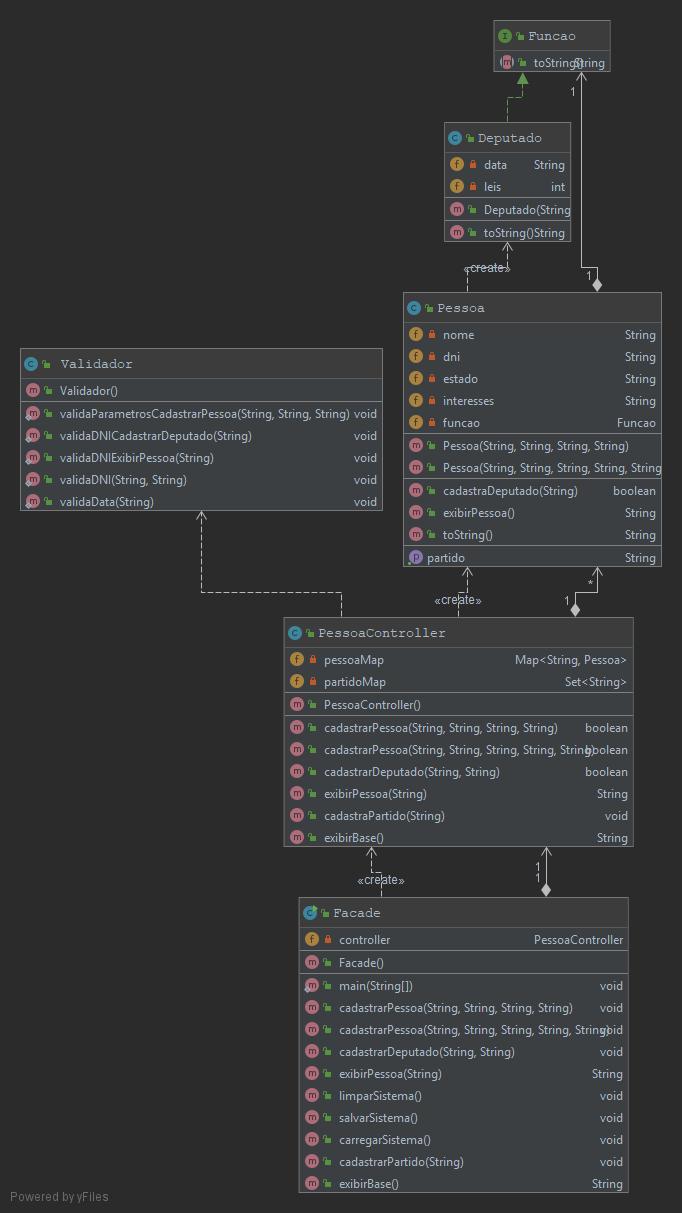 Funcao
toString()String
1
Deputado
data String
leis int
Deputado(String
toString()String
«create»
1
Pessoa
nome String
dni String
estado String
interesses String
funcao Funcao
Pessoa(String, String, String, String)
Pessoa(String, String, String, String, String
cadastraDeputado(String) boolean
exibirPessoa() String
toString() String
partido String
Validador
Validador()
validaParametrosCadastrarPessoa(String, String, String) void
validaDNICadastrarDeputado(String) void
validaDNIExibirPessoa(String) void
validaDNI(String, String) void
validaData(String) void
*
«create»
1
PessoaController
pessoaMap Map<String, Pessoa>
partidoMap Set<String>
PessoaController()
cadastrarPessoa(String, String, String, String) boolean
cadastrarPessoa(String, String, String, String, String) boolean
cadastrarDeputado(String, String) boolean
exibirPessoa(String) String
cadastraPartido(String) void
exibirBase() String
1
«create»
1
Facade
controller PessoaController
Facade()
main(String[]) void
cadastrarPessoa(String, String, String, String) void
cadastrarPessoa(String, String, String, String, String) void
cadastrarDeputado(String, String) void
exibirPessoa(String) String
limparSistema() void
salvarSistema() void
carregarSistema() void
cadastrarPartido(String) void
exibirBase() String
Powered by yFiles